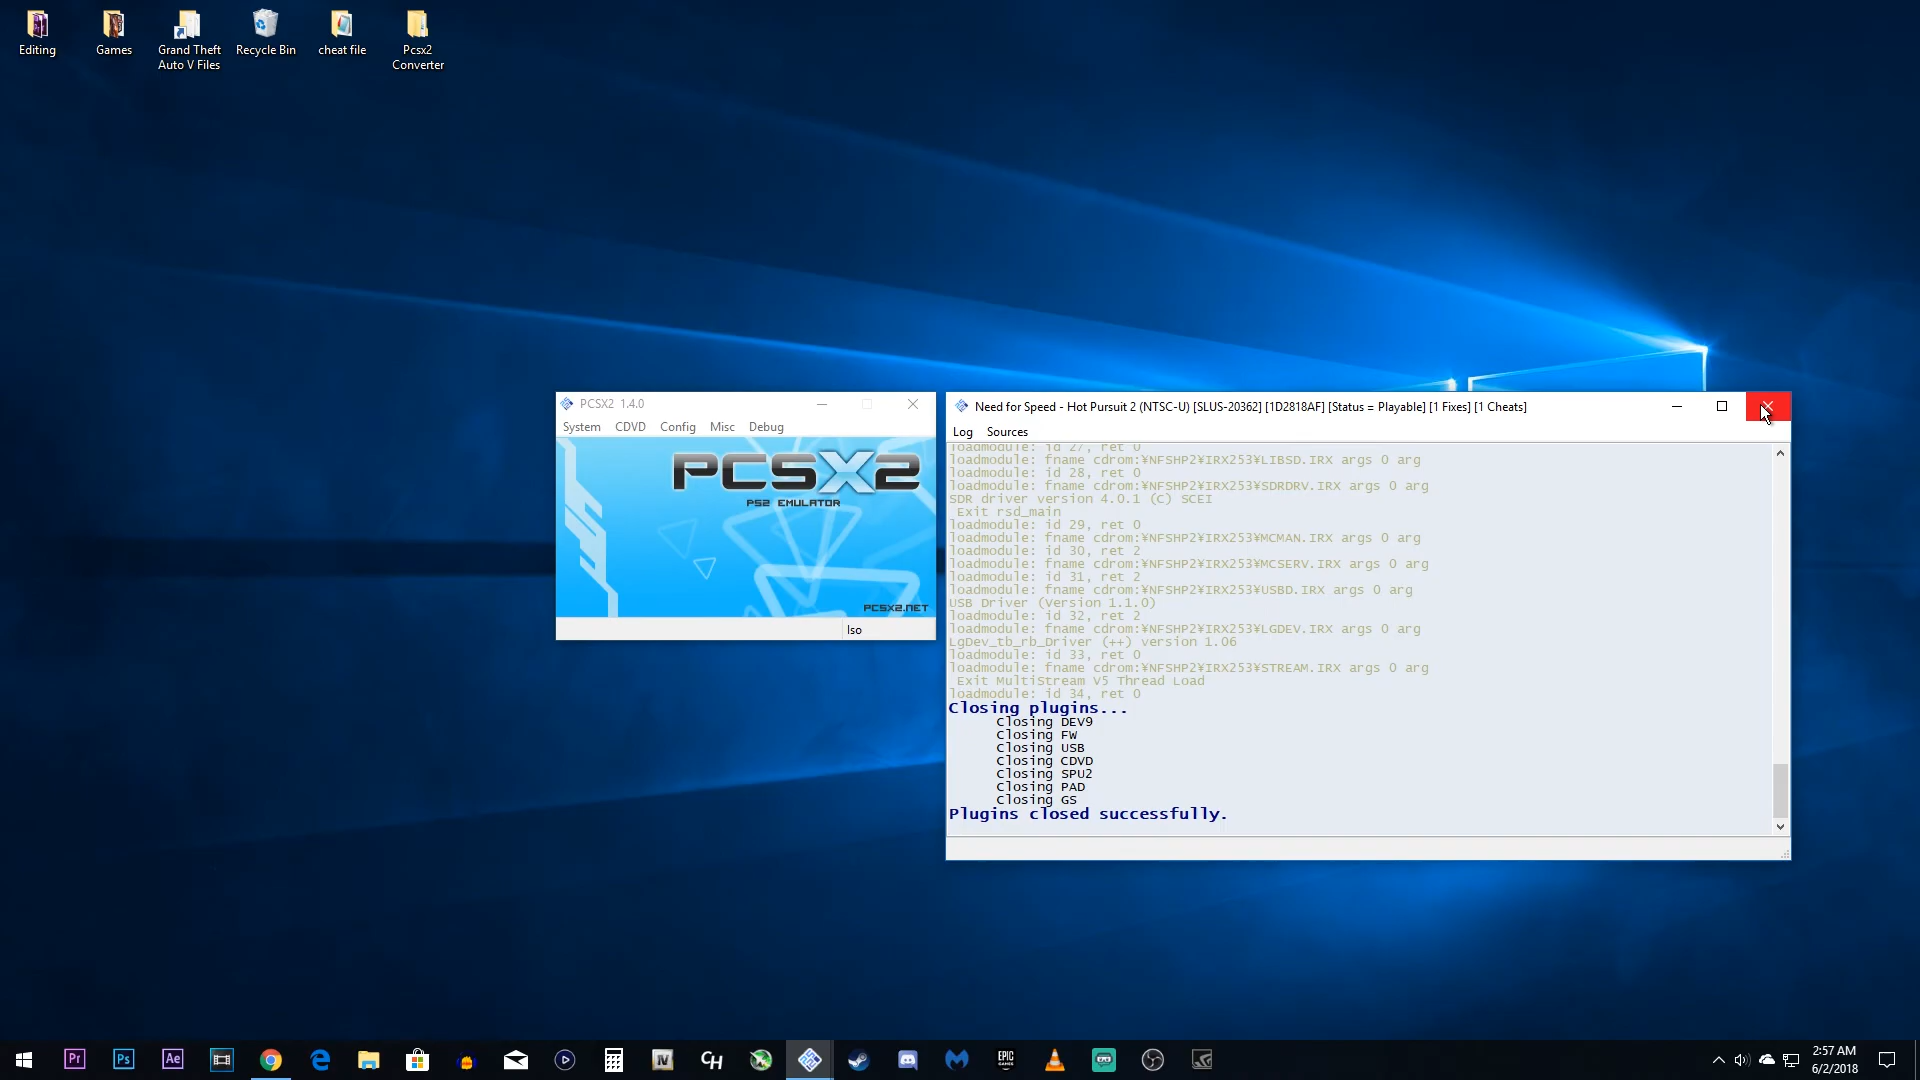 Editing
Games
Grand Theft
Auto V Files
Recycle Bin
cheat file
Pcsx2
Converter
PCSX2  1.4.0
System
CDVD
Config
Misc
Debug
PCSX2
PS2 EMULATOR
PCSX2.NET
Iso
Need for Speed - Hot Pursuit 2 (NTSC-U) [SLUS-20362] [1D2818AF] [Status = Playable] [1 Fixes] [1 Cheats]
Log
Sources
loadmodule: id 27, ret 0
loadmodule: fname cdrom:¥NFSHP2¥IRX253¥LIBSD.IRX args 0 arg
loadmodule: id 28, ret 0
loadmodule: fname cdrom:¥NFSHP2¥IRX253¥SDRDRV.IRX args 0 arg
SDR driver version 4.0.1 (C) SCEI
Exit rsd_main
loadmodule: id 29, ret 0
loadmodule: fname cdrom:¥NFSHP2¥IRX253¥MCMAN.IRX args 0 arg
loadmodule: id 30, ret 2
loadmodule: fname cdrom:¥NFSHP2¥IRX253¥MCSERV.IRX args 0 arg
loadmodule: id 31, ret 2
loadmodule: fname cdrom:¥NFSHP2¥IRX253¥USBD.IRX args 0 arg
USB Driver (Version 1.1.0)
loadmodule: id 32, ret 2
loadmodule: fname cdrom:¥NFSHP2¥IRX253¥LGDEV.IRX args 0 arg
LgDev_tb_rb_Driver (++) version 1.06
loadmodule: id 33, ret 0
loadmodule: fname cdrom:¥NFSHP2¥IRX253¥STREAM.IRX args 0 arg
Exit MultiStream V5 Thread Load
loadmodule: id 34, ret 0
Closing plugins...
Closing DEV9
Closing FW
Closing USB
Closing CDVD
Closing SPU2
Closing PAD
Closing GS
Plugins closed successfully.
Pr
Ps
Ae
IV
CH
EPIC
GAMES
2:57 AM
6/2/2018